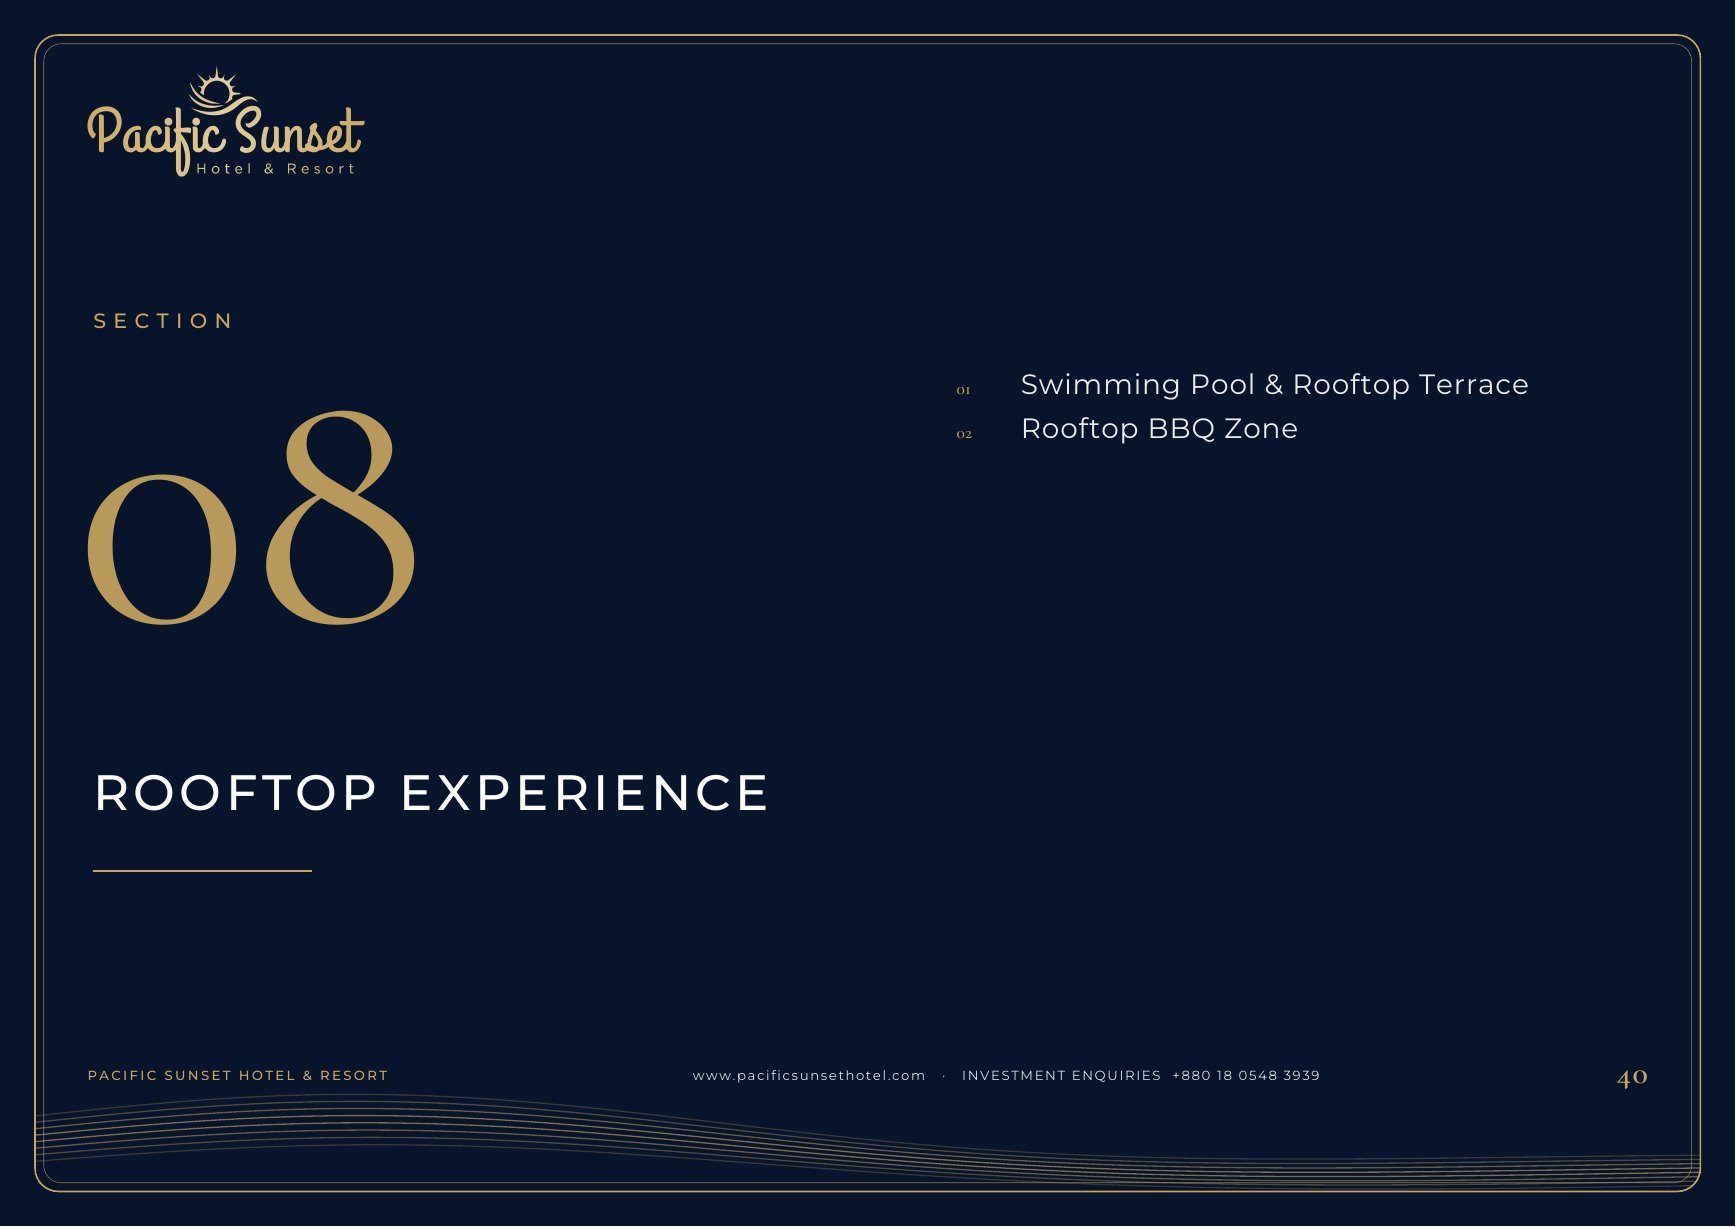 Pacific Sunset
Hotel & Resort
SECTION
08
ROOFTOP EXPERIENCE
01 Swimming Pool & Rooftop Terrace
02 Rooftop BBQ Zone
PACIFIC SUNSET HOTEL & RESORT
www.pacificsunsethotel.com · INVESTMENT ENQUIRIES +880 18 0548 3939
40